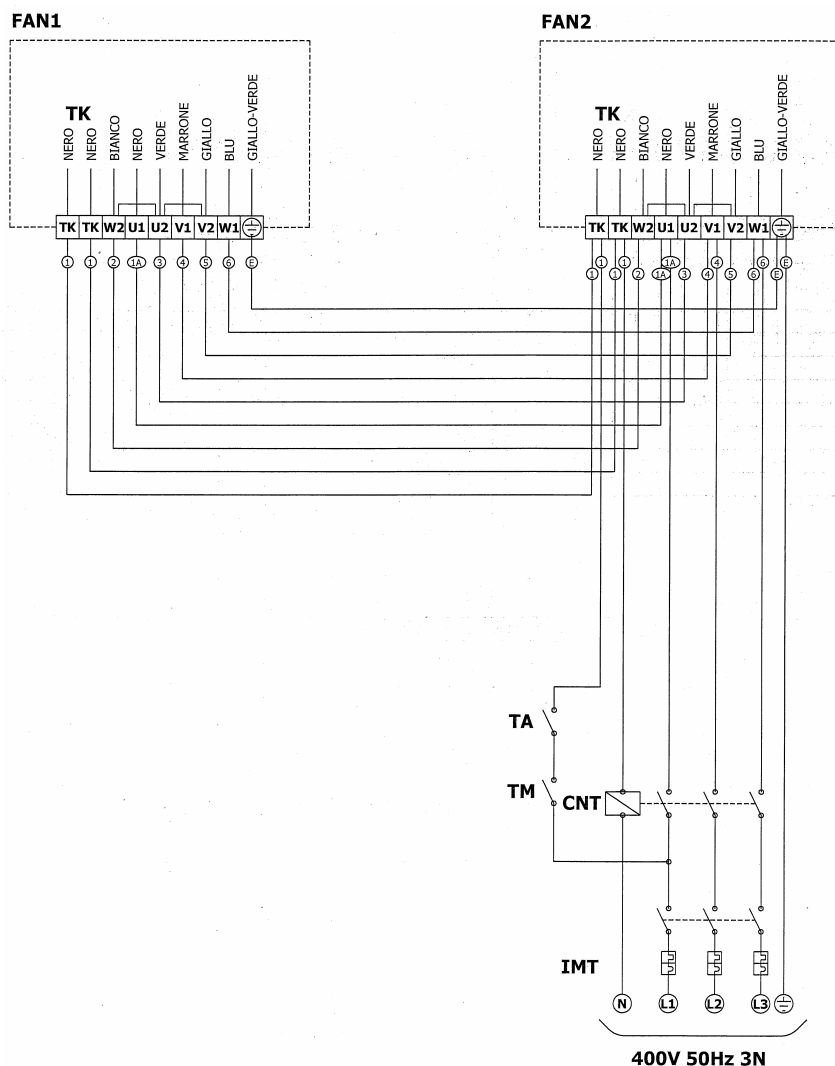 FAN1
FAN2
TK
NERO
NERO
BIANCO
NERO
VERDE
MARRONE
GIALLO
BLU
GIALLO-VERDE
TK
NERO
NERO
BIANCO
NERO
VERDE
MARRONE
GIALLO
BLU
GIALLO-VERDE
TK TK W2 U1 U2 V1 V2 W1
TK TK W2 U1 U2 V1 V2 W1
1 1 2 1A 3 4 5 6 E
1 1 1A 4 6 E
1 1 2 1A 3 4 5 6 E
TA
TM
CNT
IMT
N L1 L2 L3
400V 50Hz 3N